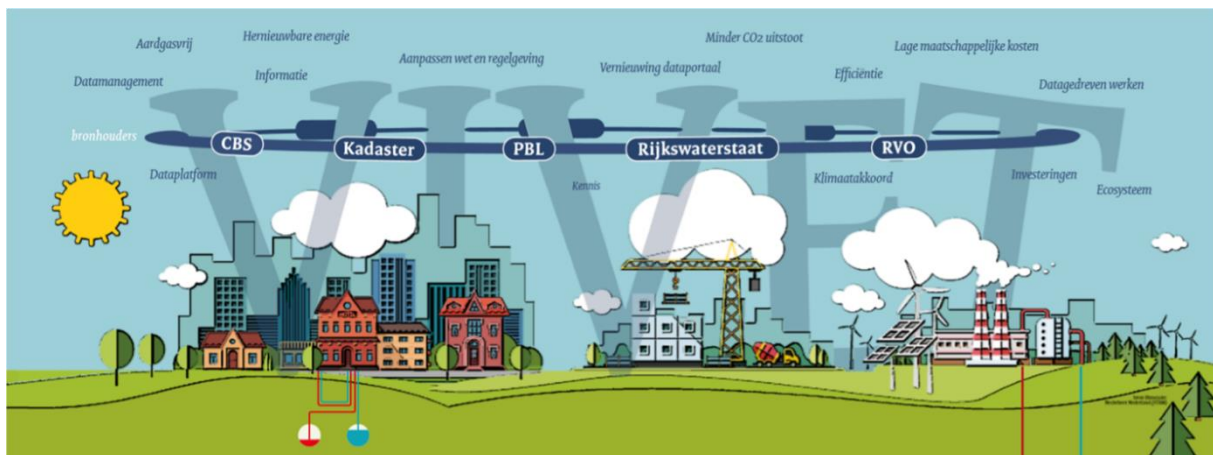 Hernieuwbare energie
Aardgasvrij
Minder CO2 uitstoot
Lage maatschappelijke kosten
Aanpassen wet en regelgeving
Vernieuwing dataportaal
Datamanagement
Informatie
Efficiëntie
Datagedreven werken
VIVET
bronhouders
CBS
Kadaster
PBL
Rijkswaterstaat
RVO
Dataplatform
Kennis
Klimaatakkoord
Investeringen
Ecosysteem